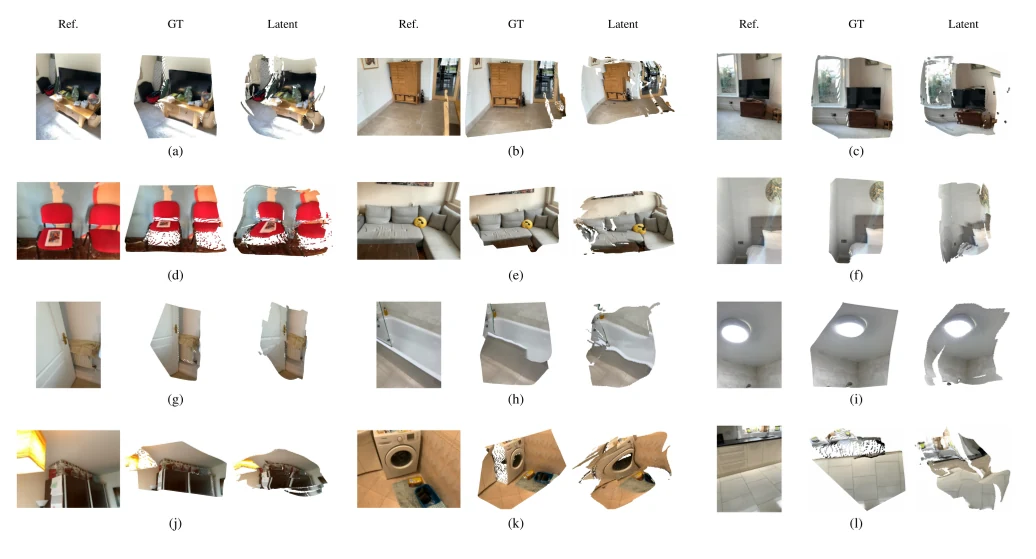 Ref. GT Latent Ref. GT Latent Ref. GT Latent
(a) (b) (c)
(d) (e) (f)
(g) (h) (i)
(j) (k) (l)